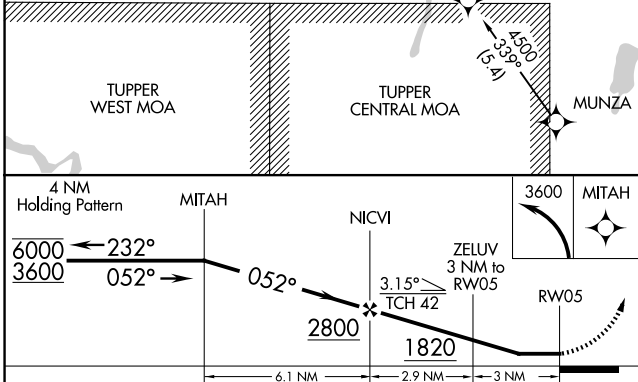 4500
339°
(5.4)
TUPPER
WEST MOA
TUPPER
CENTRAL MOA
MUNZA
4 NM
Holding Pattern
MITAH
NICVI
3600
MITAH
6000
232°
3600
052°
052°
3.15°
TCH 42
ZELUV
3 NM to
RW05
RW05
2800
1820
6.1 NM
2.9 NM
3 NM